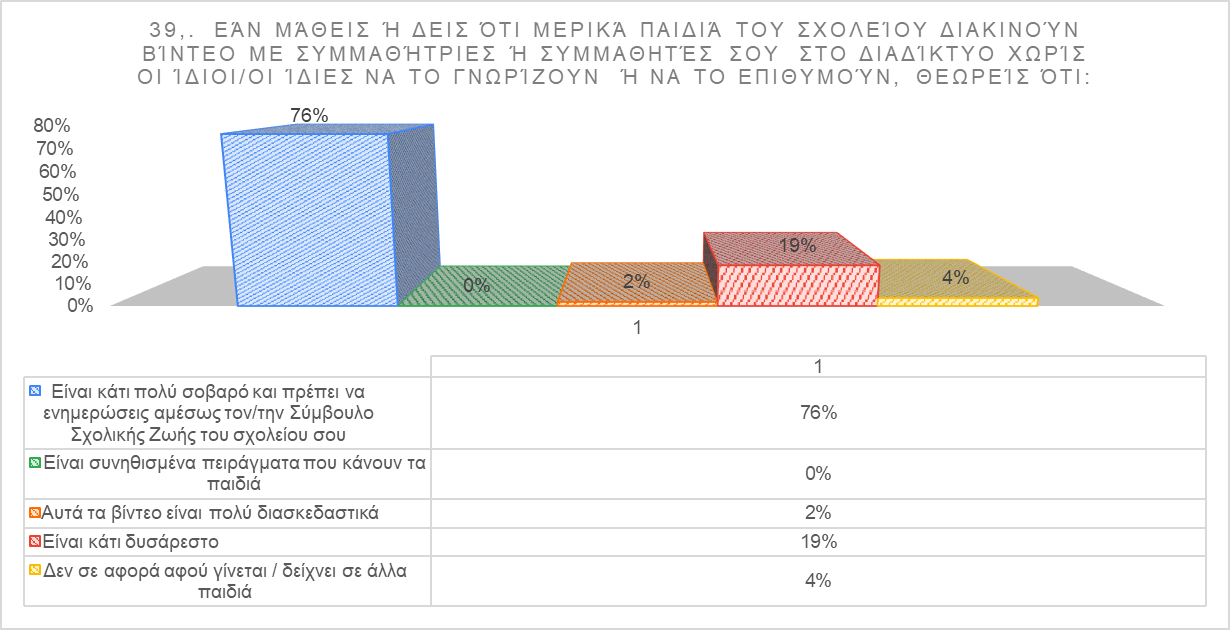 39,. ΕΆΝ ΜΆΘΕΙΣ Ή ΔΕΙΣ ΌΤΙ ΜΕΡΙΚΆ ΠΑΙΔΙΆ ΤΟΥ ΣΧΟΛΕΊΟΥ ΔΙΑΚΙΝΟΎΝ
ΒΊΝΤΕΟ ΜΕ ΣΥΜΜΑΘΉΤΡΙΕΣ Ή ΣΥΜΜΑΘΗΤΈΣ ΣΟΥ ΣΤΟ ΔΙΑΔΊΚΤΥΟ ΧΩΡΊΣ
ΟΙ ΊΔΙΟΙ/ΟΙ ΊΔΙΕΣ ΝΑ ΤΟ ΓΝΩΡΊΖΟΥΝ Ή ΝΑ ΤΟ ΕΠΙΘΥΜΟΎΝ, ΘΕΩΡΕΊΣ ΌΤΙ:
76%
80%
70%
60%
50%
40%
30%
20%
10%
0%
0%
2%
19%
4%
1
1
Είναι κάτι πολύ σοβαρό και πρέπει να
ενημερώσεις αμέσως τον/την Σύμβουλο
Σχολικής Ζωής του σχολείου σου
76%
Είναι συνηθισμένα πειράγματα που κάνουν τα
παιδιά
0%
Αυτά τα βίντεο είναι πολύ διασκεδαστικά
2%
Είναι κάτι δυσάρεστο
19%
Δεν σε αφορά αφού γίνεται / δείχνει σε άλλα
παιδιά
4%